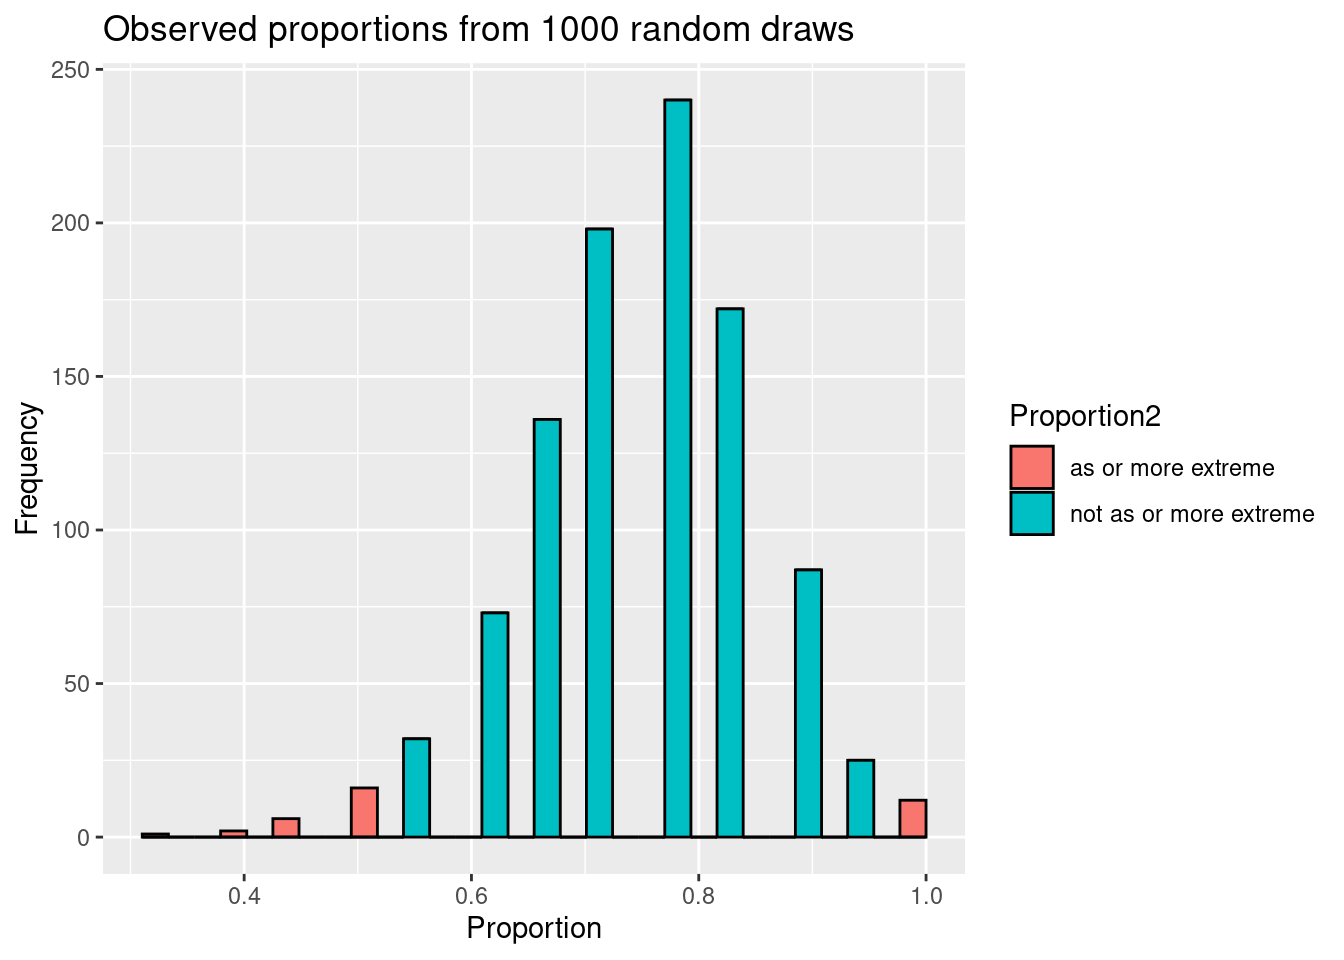 Observed proportions from 1000 random draws
250
200
150
100
50
0
Frequency
0.4
0.6
0.8
1.0
Proportion
Proportion2
as or more extreme
not as or more extreme